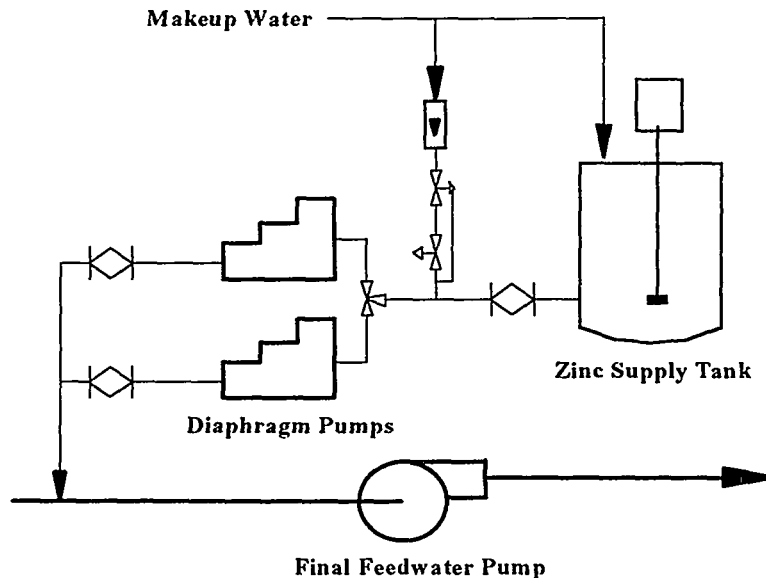 Makeup Water
Zinc Supply Tank
Diaphragm Pumps
Final Feedwater Pump